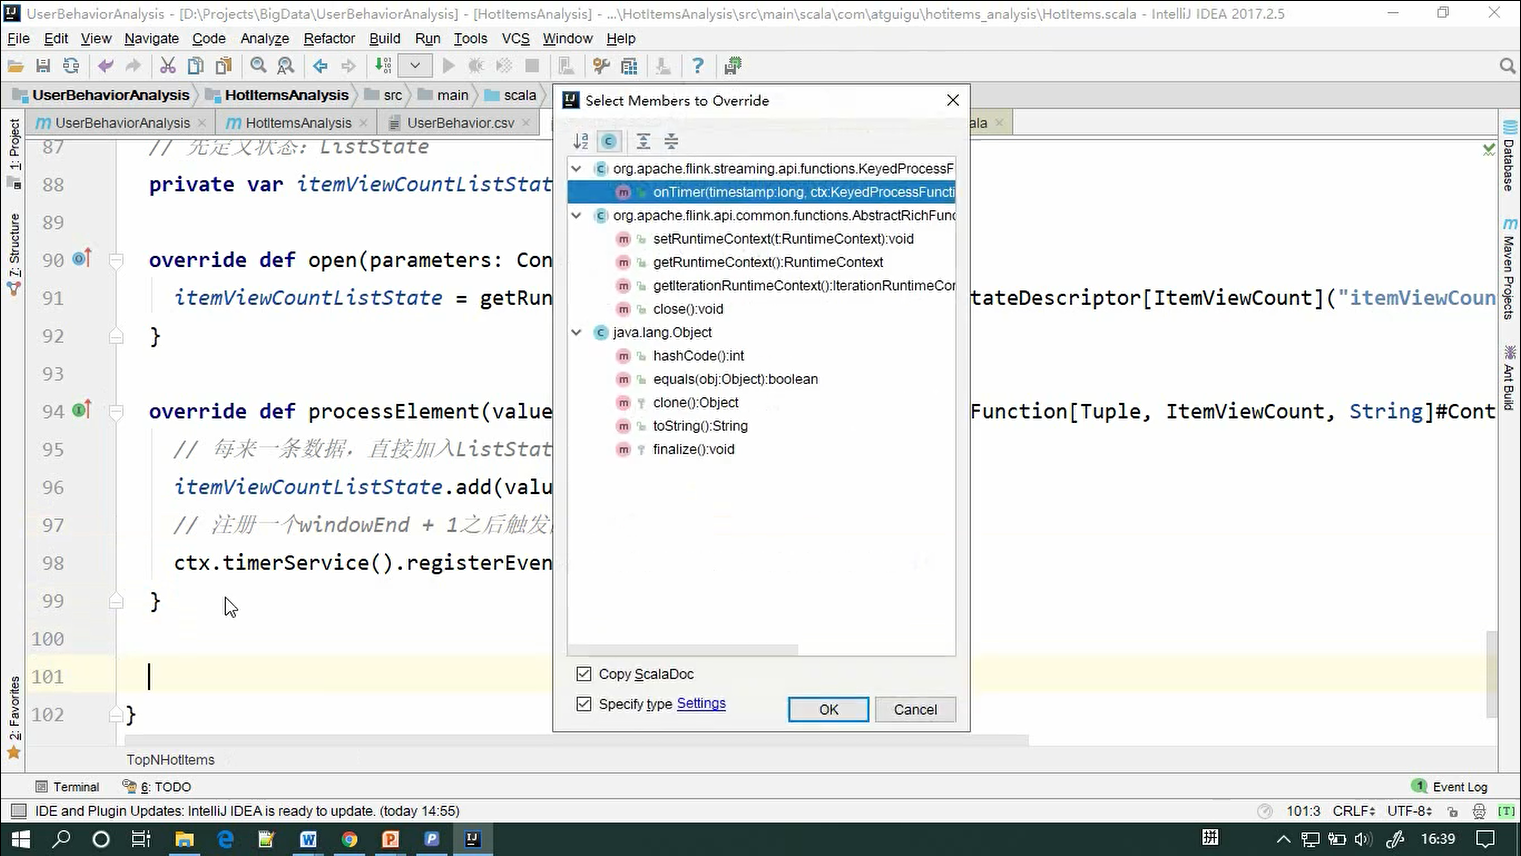 UserBehaviorAnalysis - [D:\Projects\BigData\UserBehaviorAnalysis] - [HotItemsAnalysis] - ...\HotItemsAnalysis\src\main\scala\com\atguigu\hotitems_analysis\HotItems.scala - IntelliJ IDEA 2017.2.5
File Edit View Navigate Code Analyze Refactor Build Run Tools VCS Window Help
UserBehaviorAnalysis HotItemsAnalysis src main scala
UserBehaviorAnalysis HotItemsAnalysis UserBehavior.csv ala
1: Project
7: Structure
2: Favorites
87 // 先定义状态: ListState
88 private var itemViewCountListStat
89
90 override def open(parameters: Con
91 itemViewCountListState = getRun tateDescriptor[ItemViewCount]("itemViewCoun
92 }
93
94 override def processElement(value Function[Tuple, ItemViewCount, String]#Cont
95 // 每来一条数据，直接加入ListStat
96 itemViewCountListState.add(valu
97 // 注册一个windowEnd + 1之后触发
98 ctx.timerService().registerEven
99 }
100
101
102 }
TopNHotItems
Select Members to Override
org.apache.flink.streaming.api.functions.KeyedProcessF
onTimer(timestamp:long, ctx:KeyedProcessFuncti
org.apache.flink.api.common.functions.AbstractRichFunc
setRuntimeContext(t:RuntimeContext):void
getRuntimeContext():RuntimeContext
getIterationRuntimeContext():IterationRuntimeCor
close():void
java.lang.Object
hashCode():int
equals(obj:Object):boolean
clone():Object
toString():String
finalize():void
Copy ScalaDoc
Specify type Settings
OK Cancel
Database
Maven Projects
Ant Build
Terminal 6: TODO 1 Event Log
IDE and Plugin Updates: IntelliJ IDEA is ready to update. (today 14:55) 101:3 CRLF UTF-8 [T]
拼 16:39